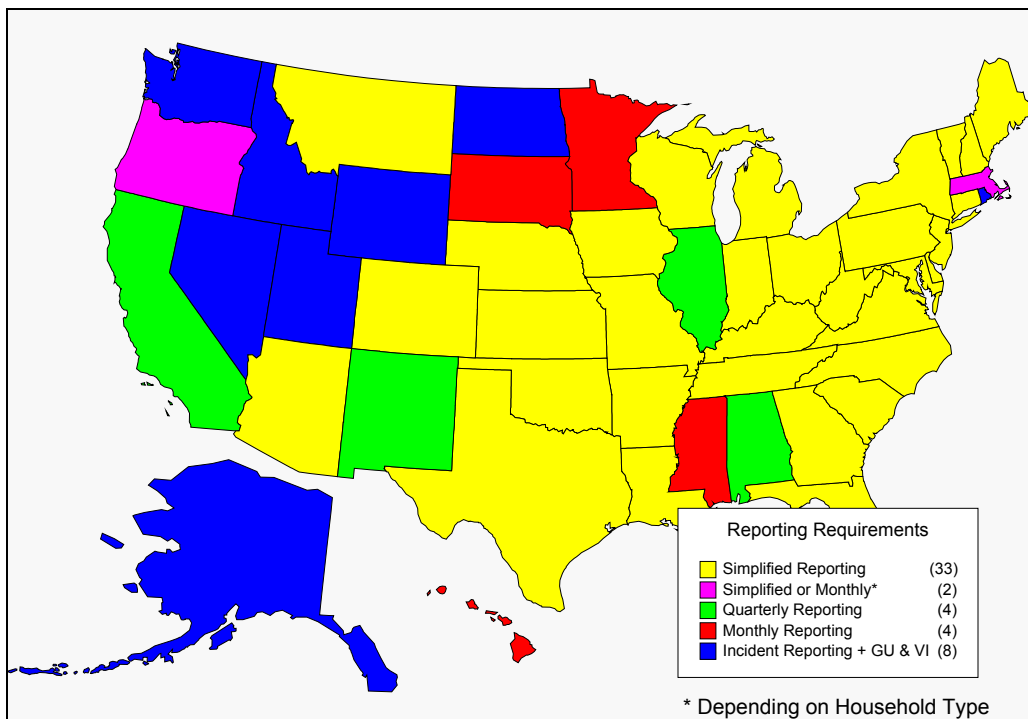 Reporting Requirements
Simplified Reporting (33)
Simplified or Monthly* (2)
Quarterly Reporting (4)
Monthly Reporting (4)
Incident Reporting + GU & VI (8)
* Depending on Household Type